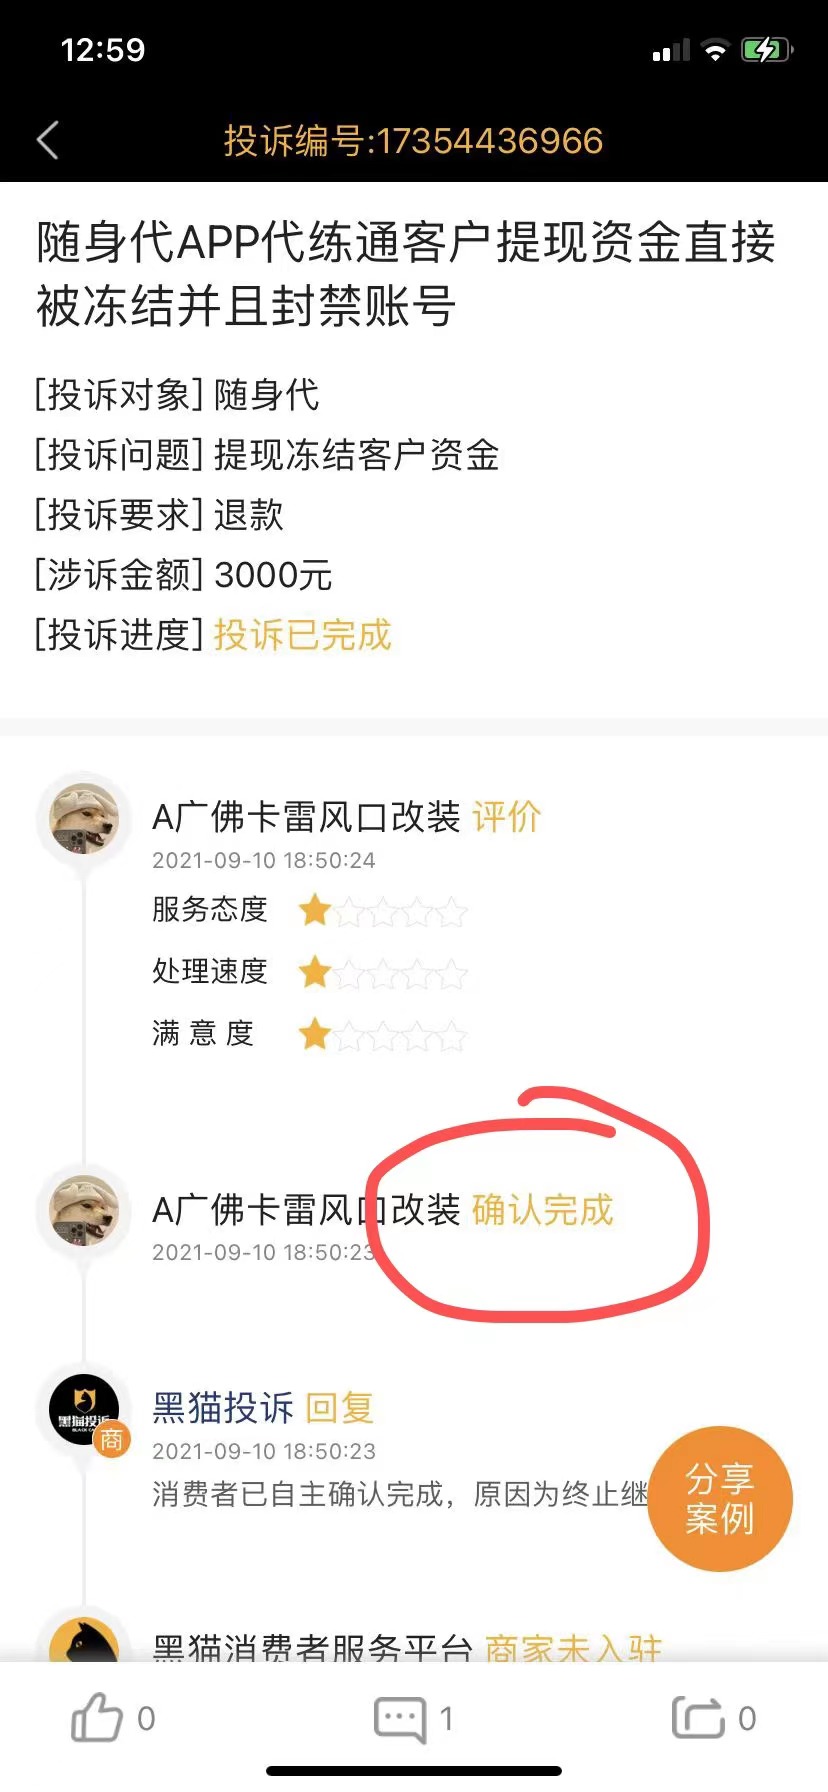 12:59
投诉编号:17354436966
随身代APP代练通客户提现资金直接
被冻结并且封禁账号
[投诉对象] 随身代
[投诉问题] 提现冻结客户资金
[投诉要求] 退款
[涉诉金额] 3000元
[投诉进度] 投诉已完成
A广佛卡雷风口改装 评价
2021-09-10 18:50:24
服务态度
处理速度
满意度
A广佛卡雷风口改装 确认完成
2021-09-10 18:50:23
黑猫投诉 回复
黑猫投诉
商
2021-09-10 18:50:23
消费者已自主确认完成，原因为终止继
分享
案例
黑猫消费者服务平台 商家未入驻
0
1
0